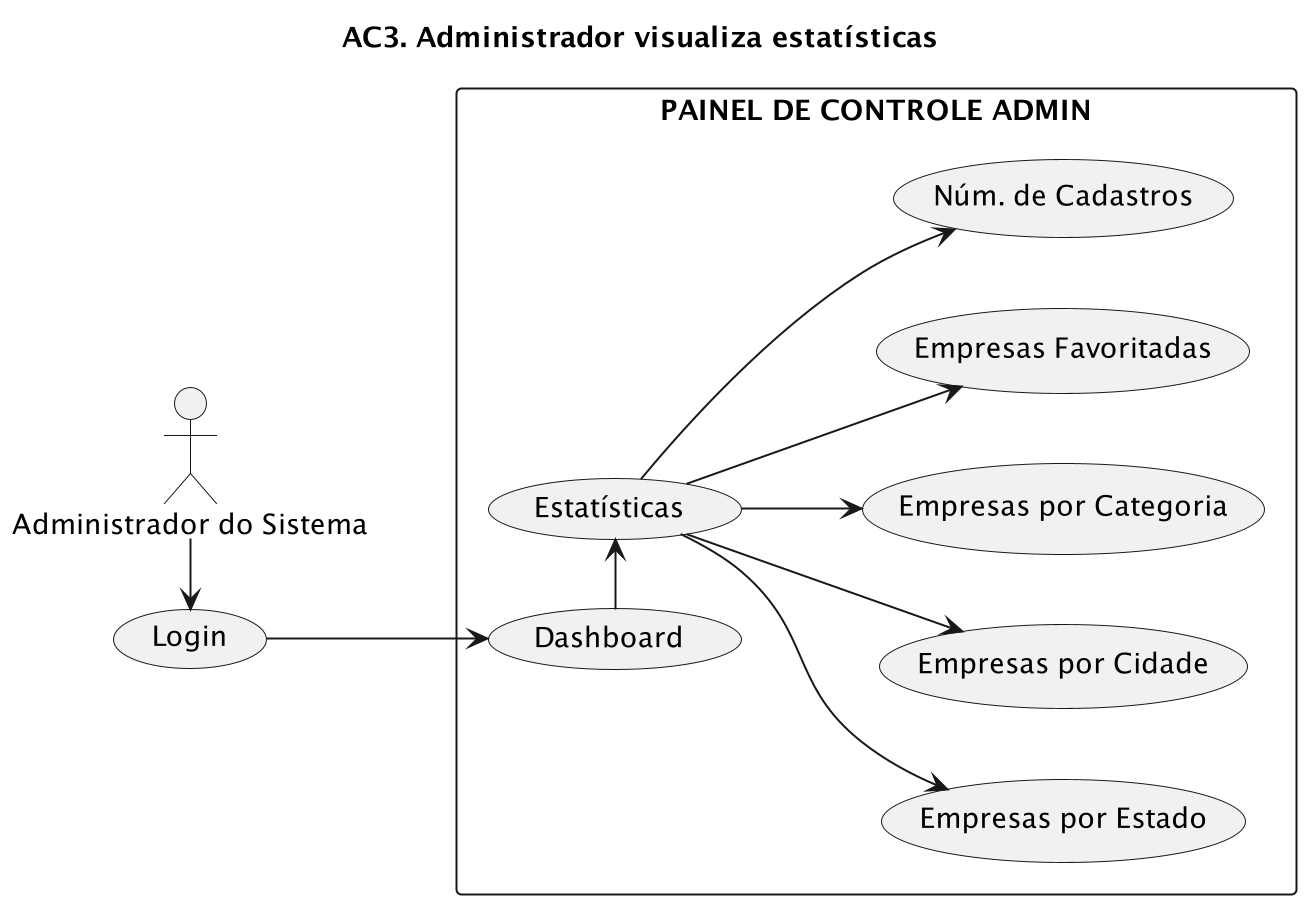 AC3. Administrador visualiza estatísticas
PAINEL DE CONTROLE ADMIN
Núm. de Cadastros
Empresas Favoritadas
Estatísticas
Empresas por Categoria
Administrador do Sistema
Login
Dashboard
Empresas por Cidade
Empresas por Estado